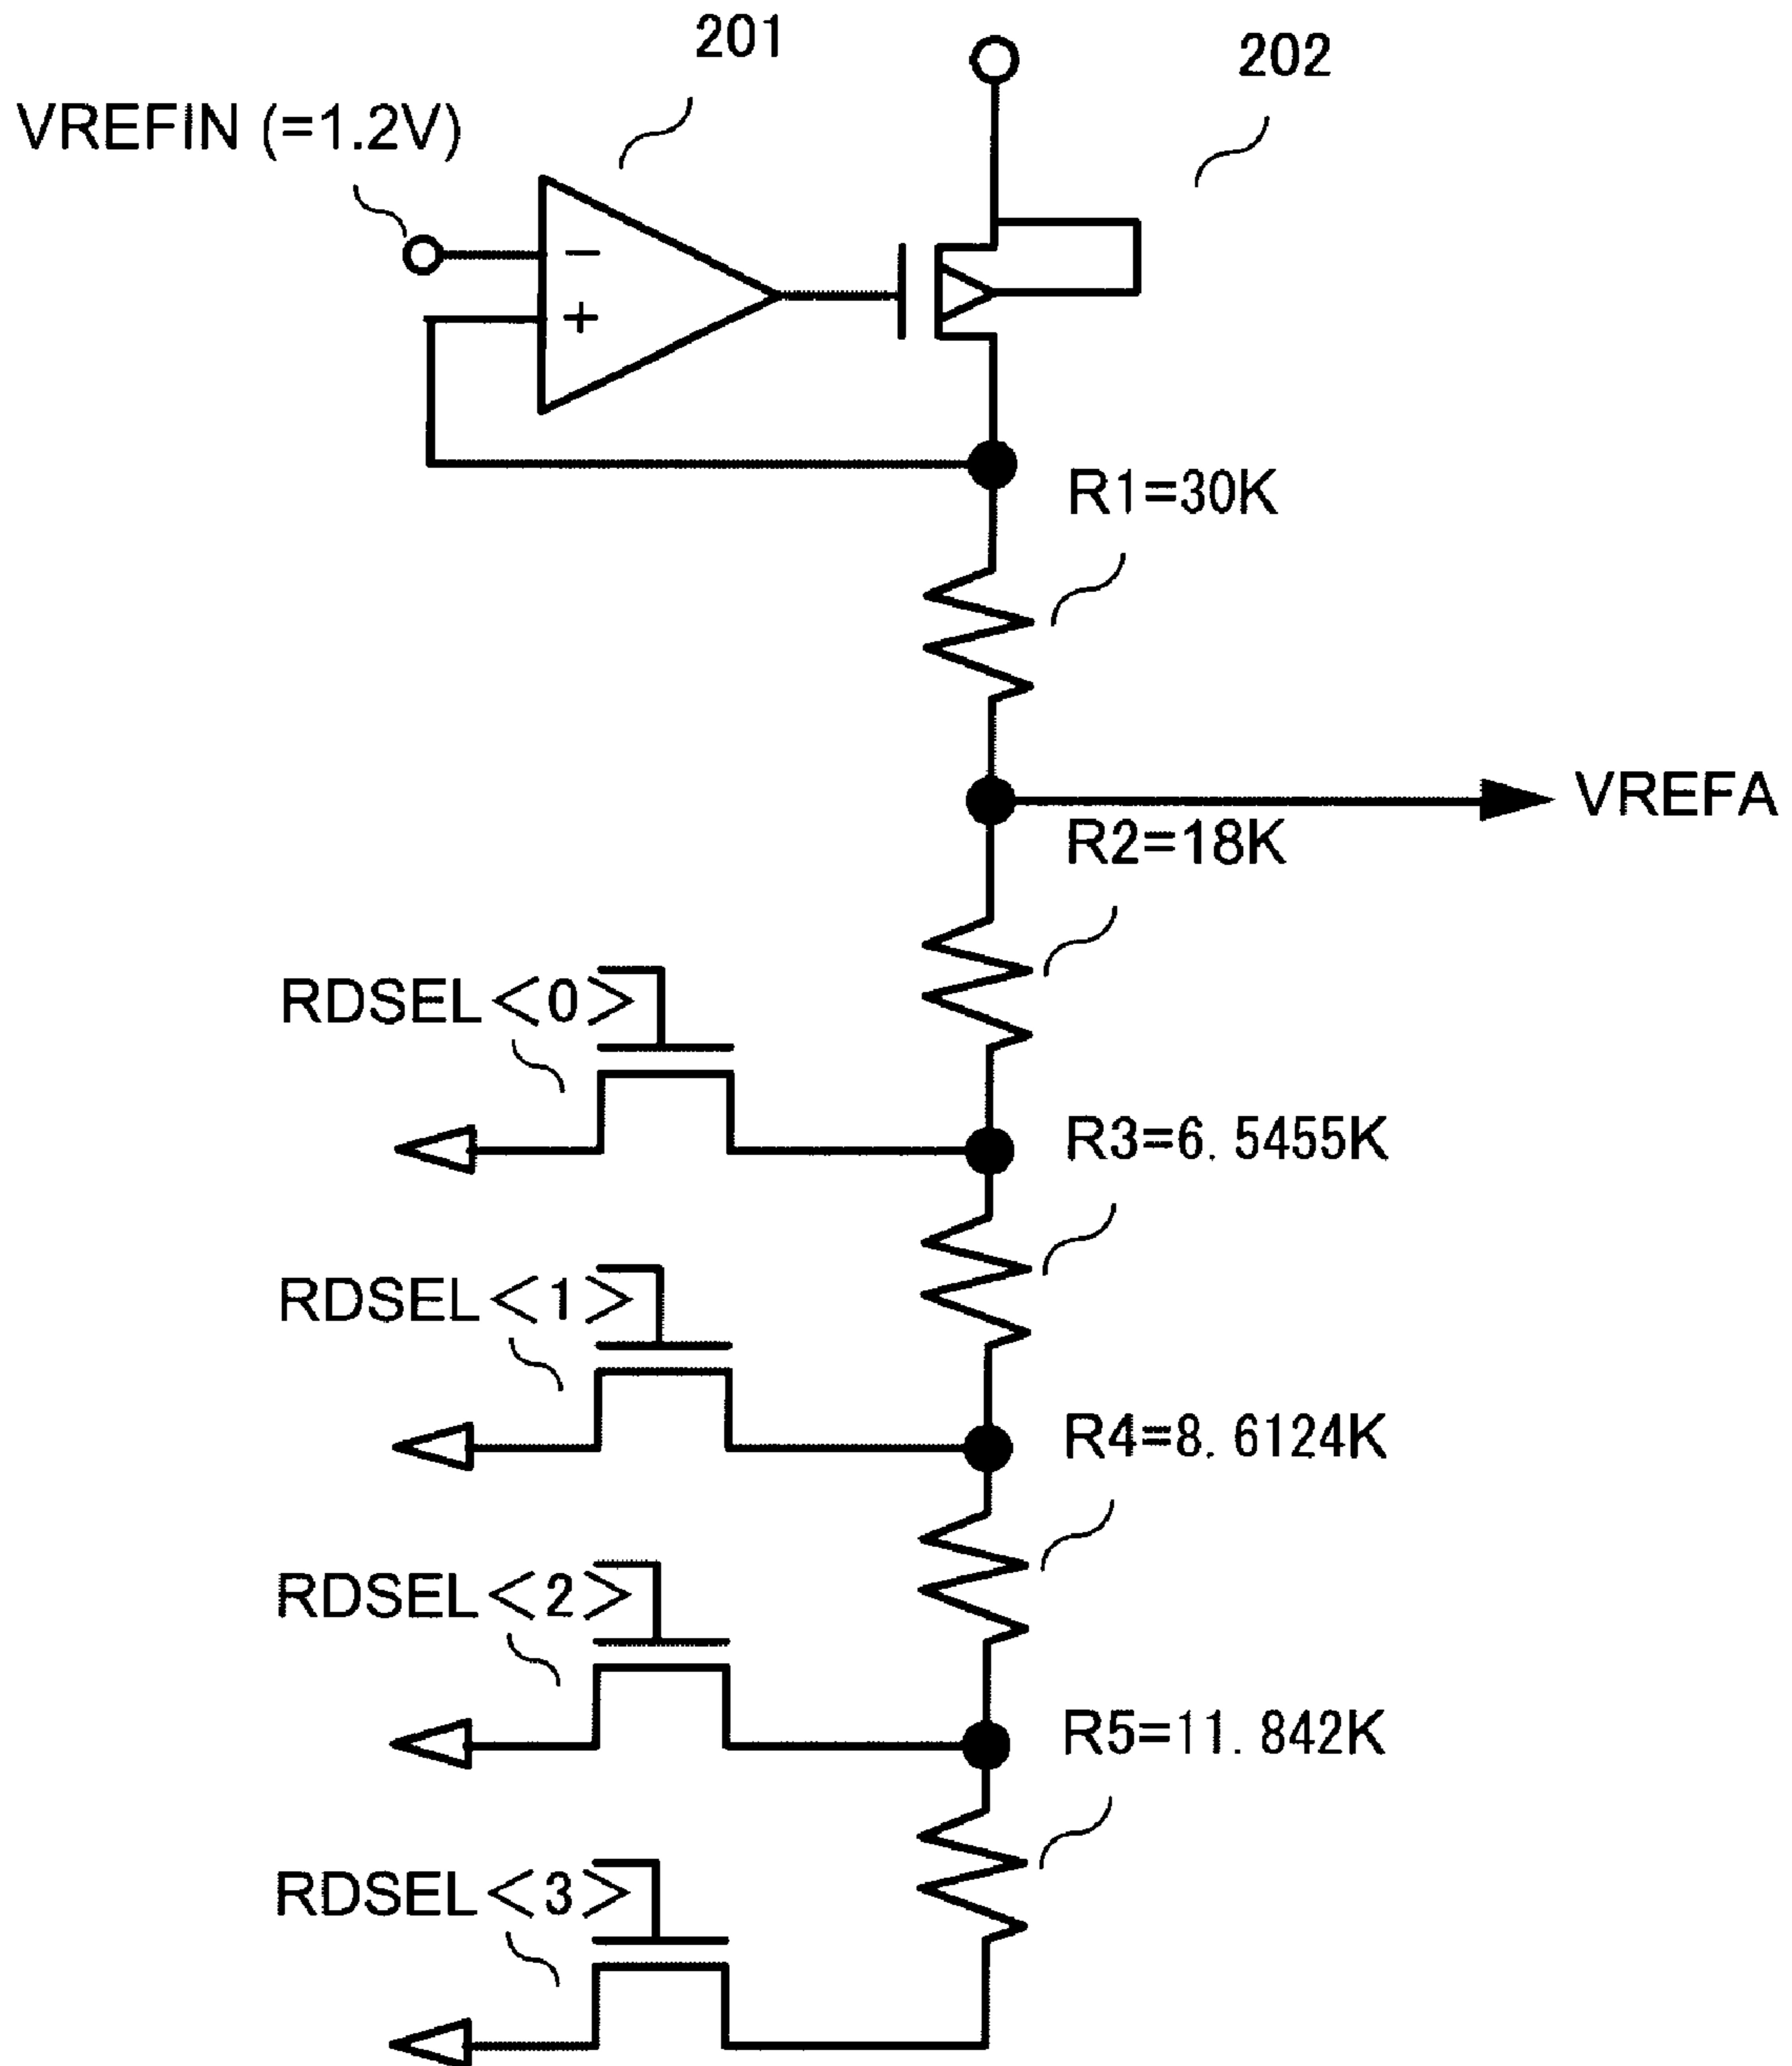 201
202
VREFIN (=1.2V)
−
+
R1=30K
VREFA
R2=18K
RDSEL<0>
R3=6.5455K
RDSEL<1>
R4=8.6124K
RDSEL<2>
R5=11.842K
RDSEL<3>